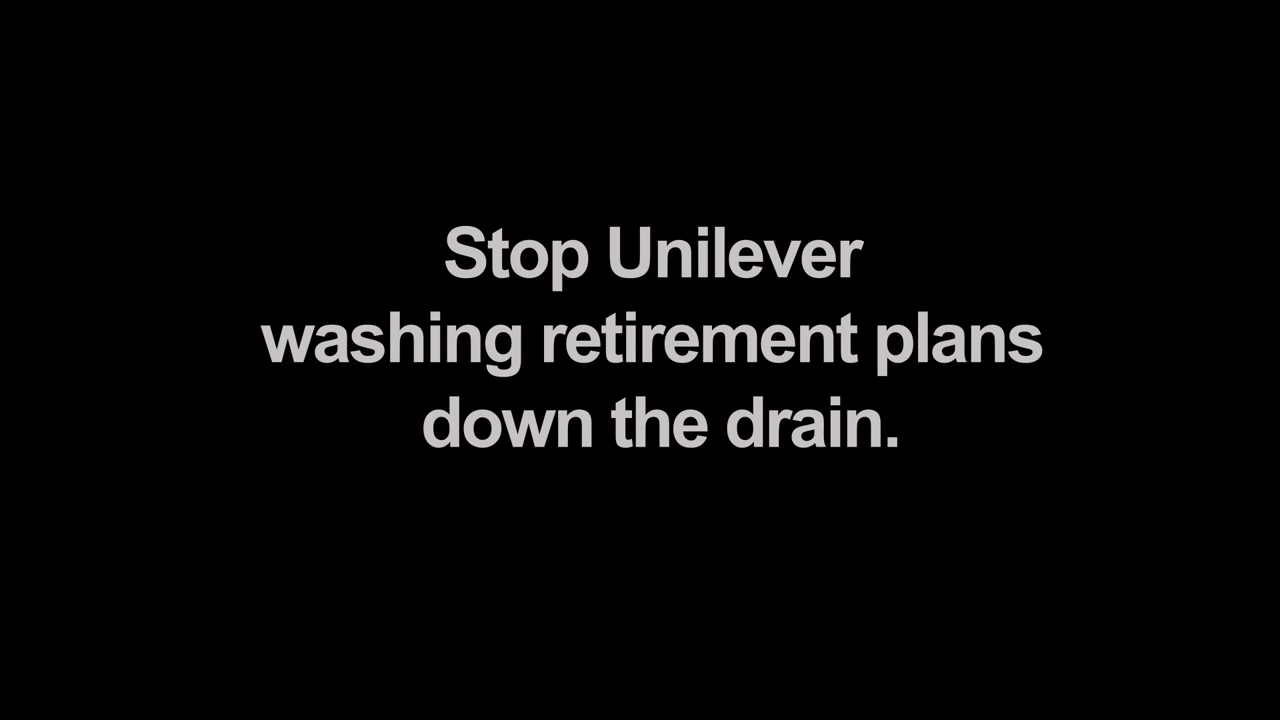 Stop Unilever
washing retirement plans
down the drain.